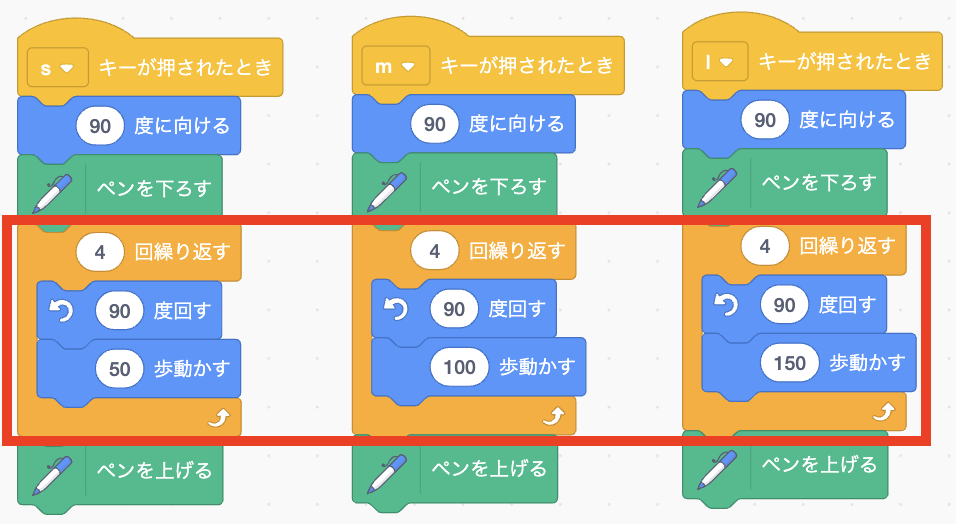 s キーが押されたとき
90 度に向ける
ペンを下ろす
4 回繰り返す
90 度回す
50 歩動かす
ペンを上げる
m キーが押されたとき
90 度に向ける
ペンを下ろす
4 回繰り返す
90 度回す
100 歩動かす
ペンを上げる
l キーが押されたとき
90 度に向ける
ペンを下ろす
4 回繰り返す
90 度回す
150 歩動かす
ペンを上げる